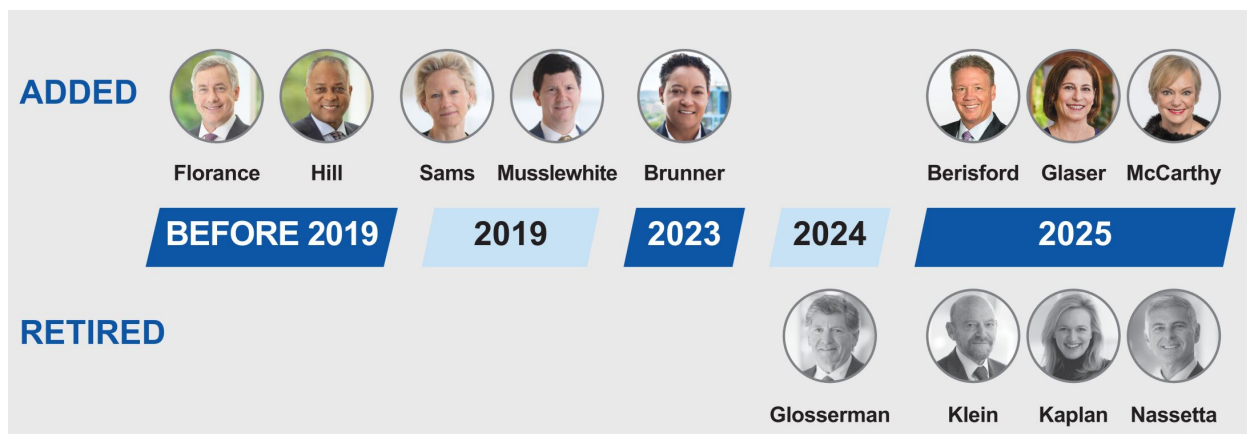 ADDED
Florance Hill Sams Musslewhite Brunner Berisford Glaser McCarthy
BEFORE 2019 2019 2023 2024 2025
RETIRED
Glosserman Klein Kaplan Nassetta